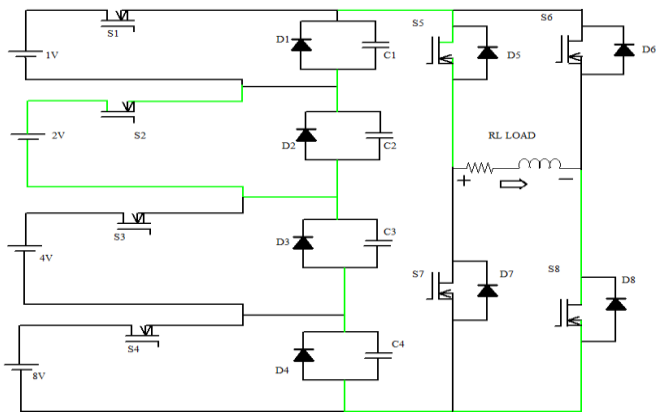 S1
1V
D1
C1
S5
D5
S6
D6
S2
2V
D2
C2
RL LOAD
+
−
S3
4V
D3
C3
S7
D7
S8
D8
S4
8V
D4
C4